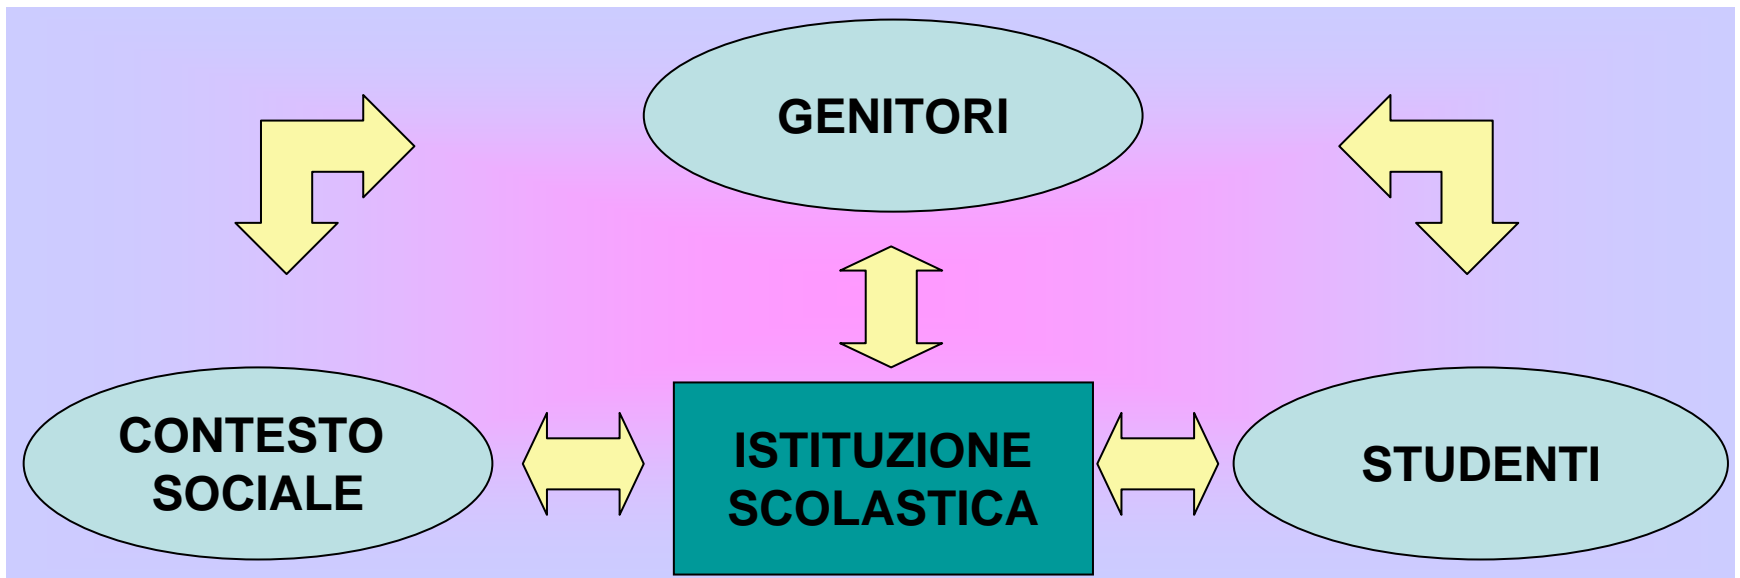 GENITORI
CONTESTO
SOCIALE
ISTITUZIONE
SCOLASTICA
STUDENTI